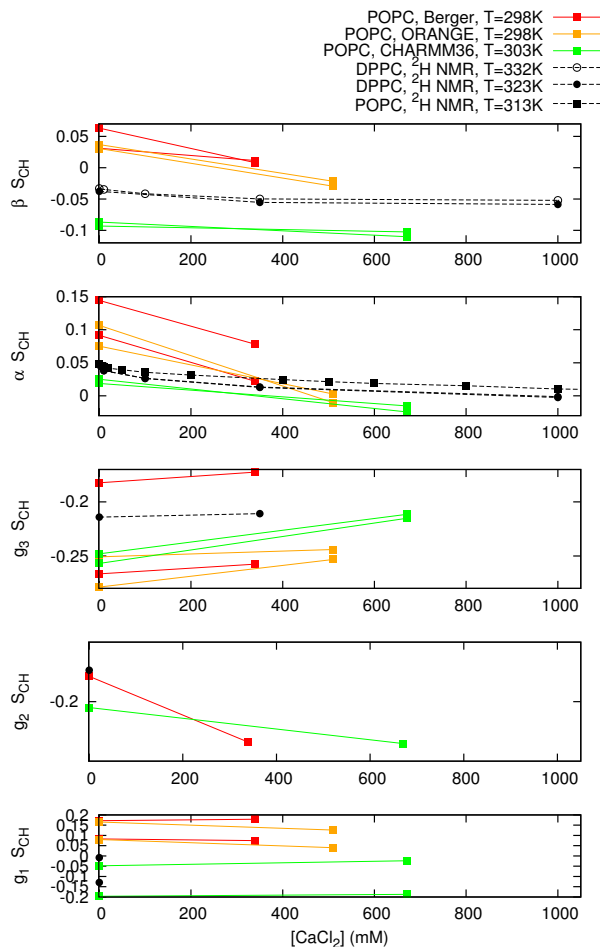 POPC, Berger, T=298K
POPC, ORANGE, T=298K
POPC, CHARMM36, T=303K
DPPC, ²H NMR, T=332K
DPPC, ²H NMR, T=323K
POPC, ²H NMR, T=313K
β S_CH
0.05
0
-0.05
-0.1
0 200 400 600 800 1000
α S_CH
0.15
0.1
0.05
0
0 200 400 600 800 1000
g₃ S_CH
-0.2
-0.25
0 200 400 600 800 1000
g₂ S_CH
-0.2
0 200 400 600 800 1000
g₁ S_CH
0.2
0.15
0.1
0.05
0
-0.05
-0.1
-0.15
-0.2
0 200 400 600 800 1000
[CaCl₂] (mM)